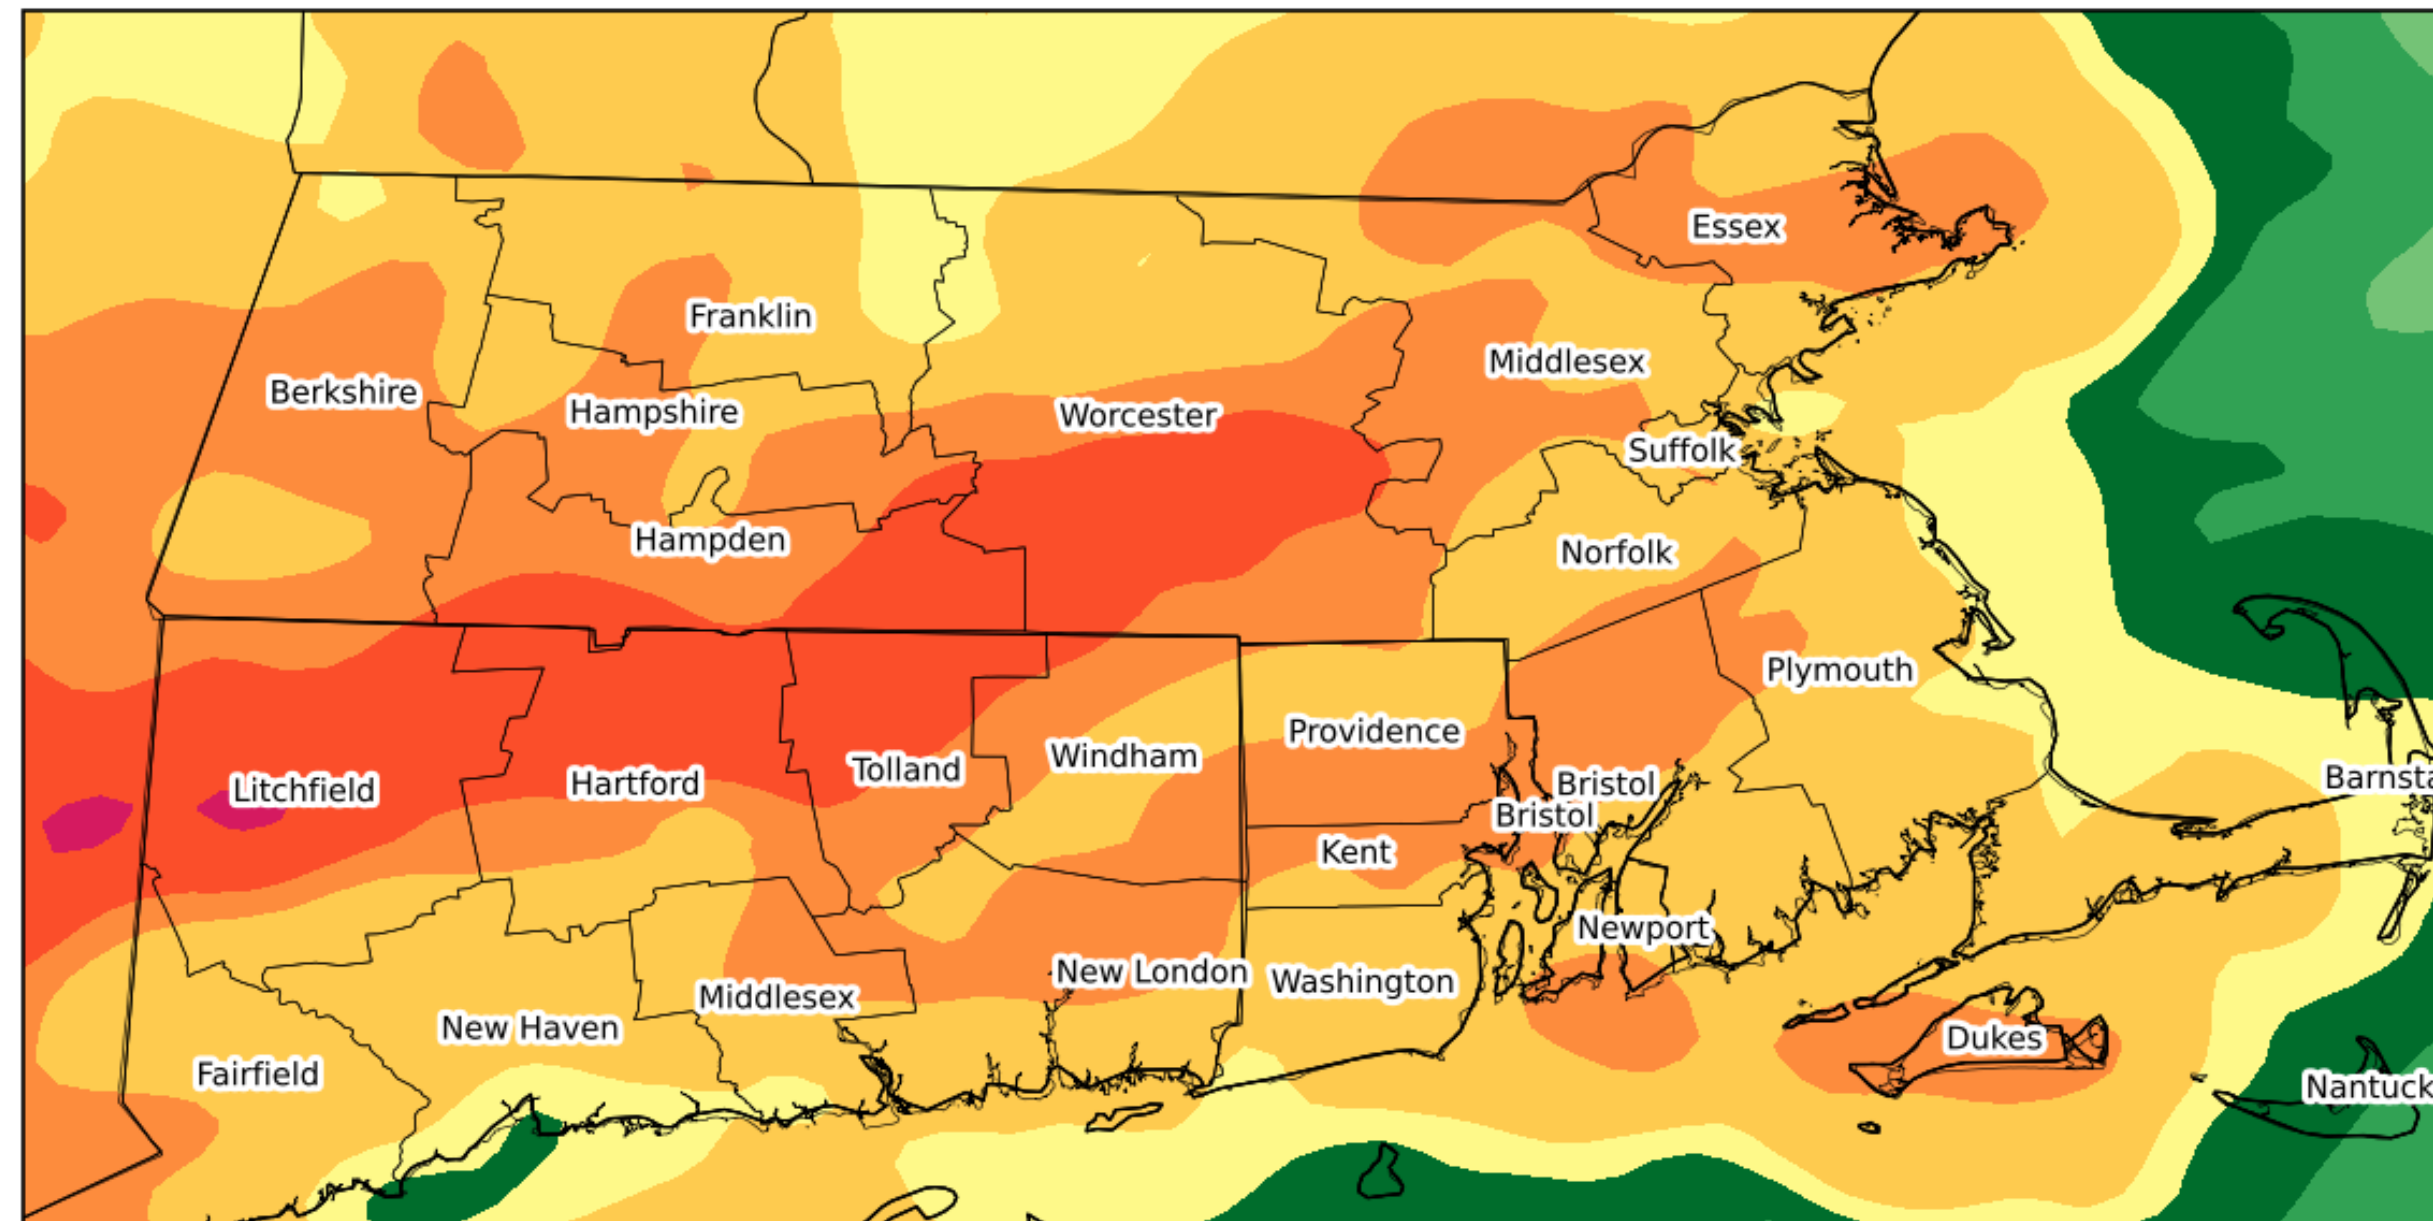 Essex
Franklin
Middlesex
Berkshire
Hampshire
Worcester
Suffolk
Hampden
Norfolk
Plymouth
Providence
Windham
Tolland
Barnsta
Litchfield
Hartford
Bristol
Bristol
Kent
Newport
New London
Washington
Middlesex
New Haven
Dukes
Fairfield
Nantuck